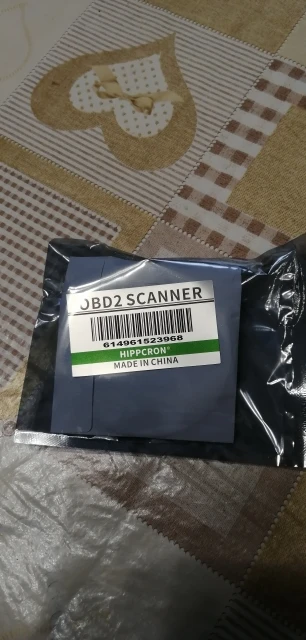 OBD2 SCANNER
614961523968
HIPPCRON®
MADE IN CHINA